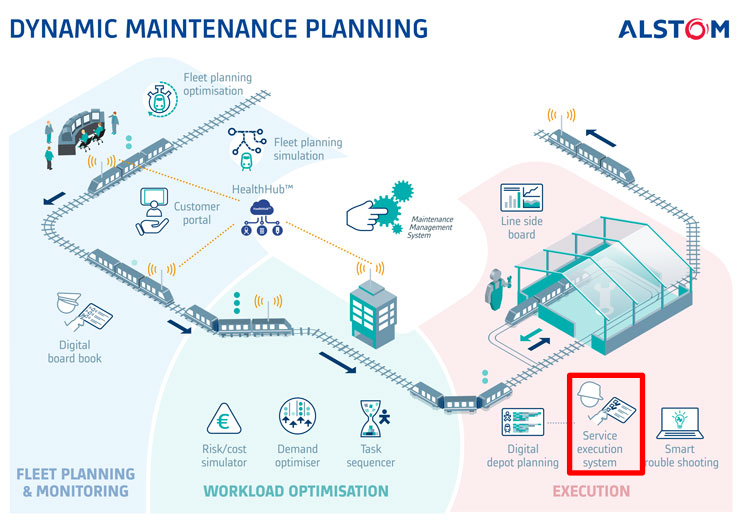 DYNAMIC MAINTENANCE PLANNING
ALSTOM
Fleet planning
optimisation
Fleet planning
simulation
HealthHub™
Customer
portal
Maintenance
Management
System
Line side
board
Digital
board book
€
Risk/cost
simulator
Demand
optimiser
Task
sequencer
Digital
depot planning
Service
execution
system
Smart
rouble shooting
FLEET PLANNING
& MONITORING
WORKLOAD OPTIMISATION
EXECUTION